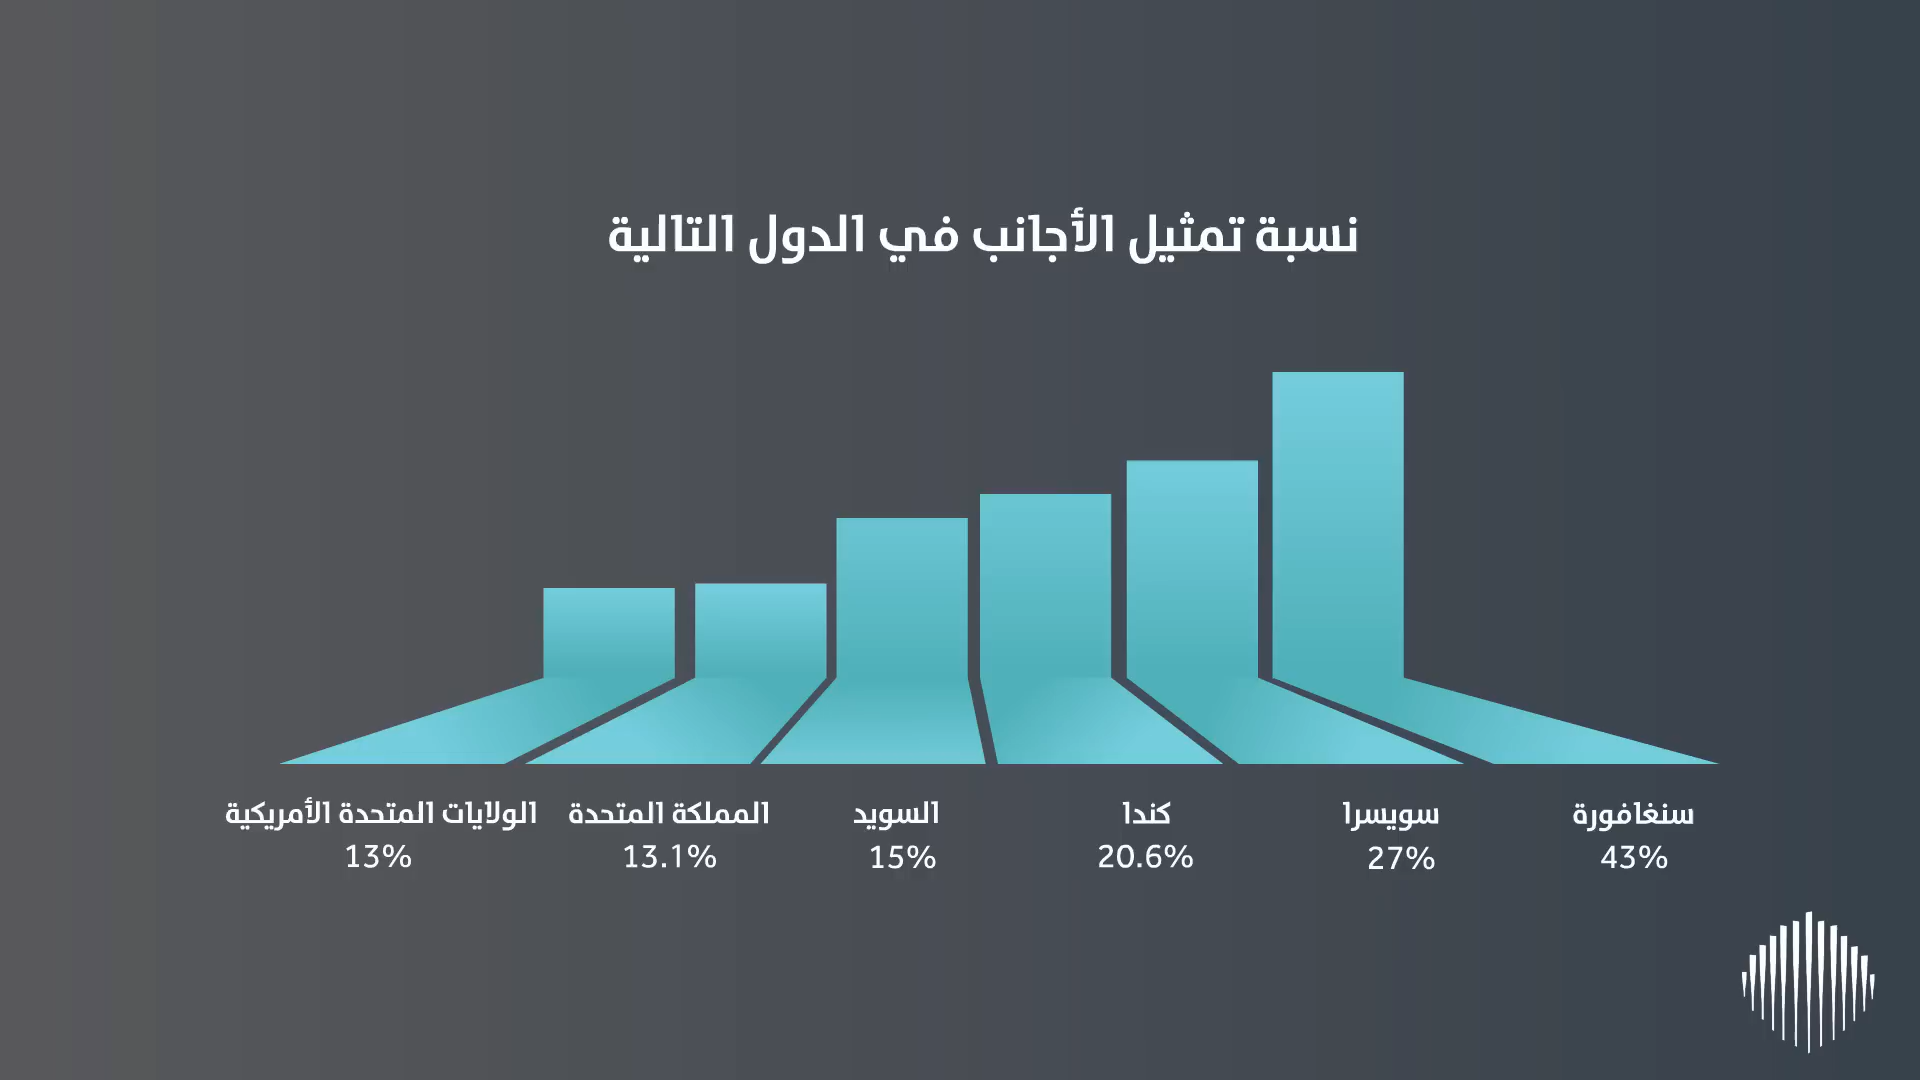 نسبة تمثيل الأجانب في الدول التالية
سنغافورة
43%
سويسرا
27%
كندا
20.6%
السويد
15%
المملكة المتحدة
13.1%
الولايات المتحدة الأمريكية
13%